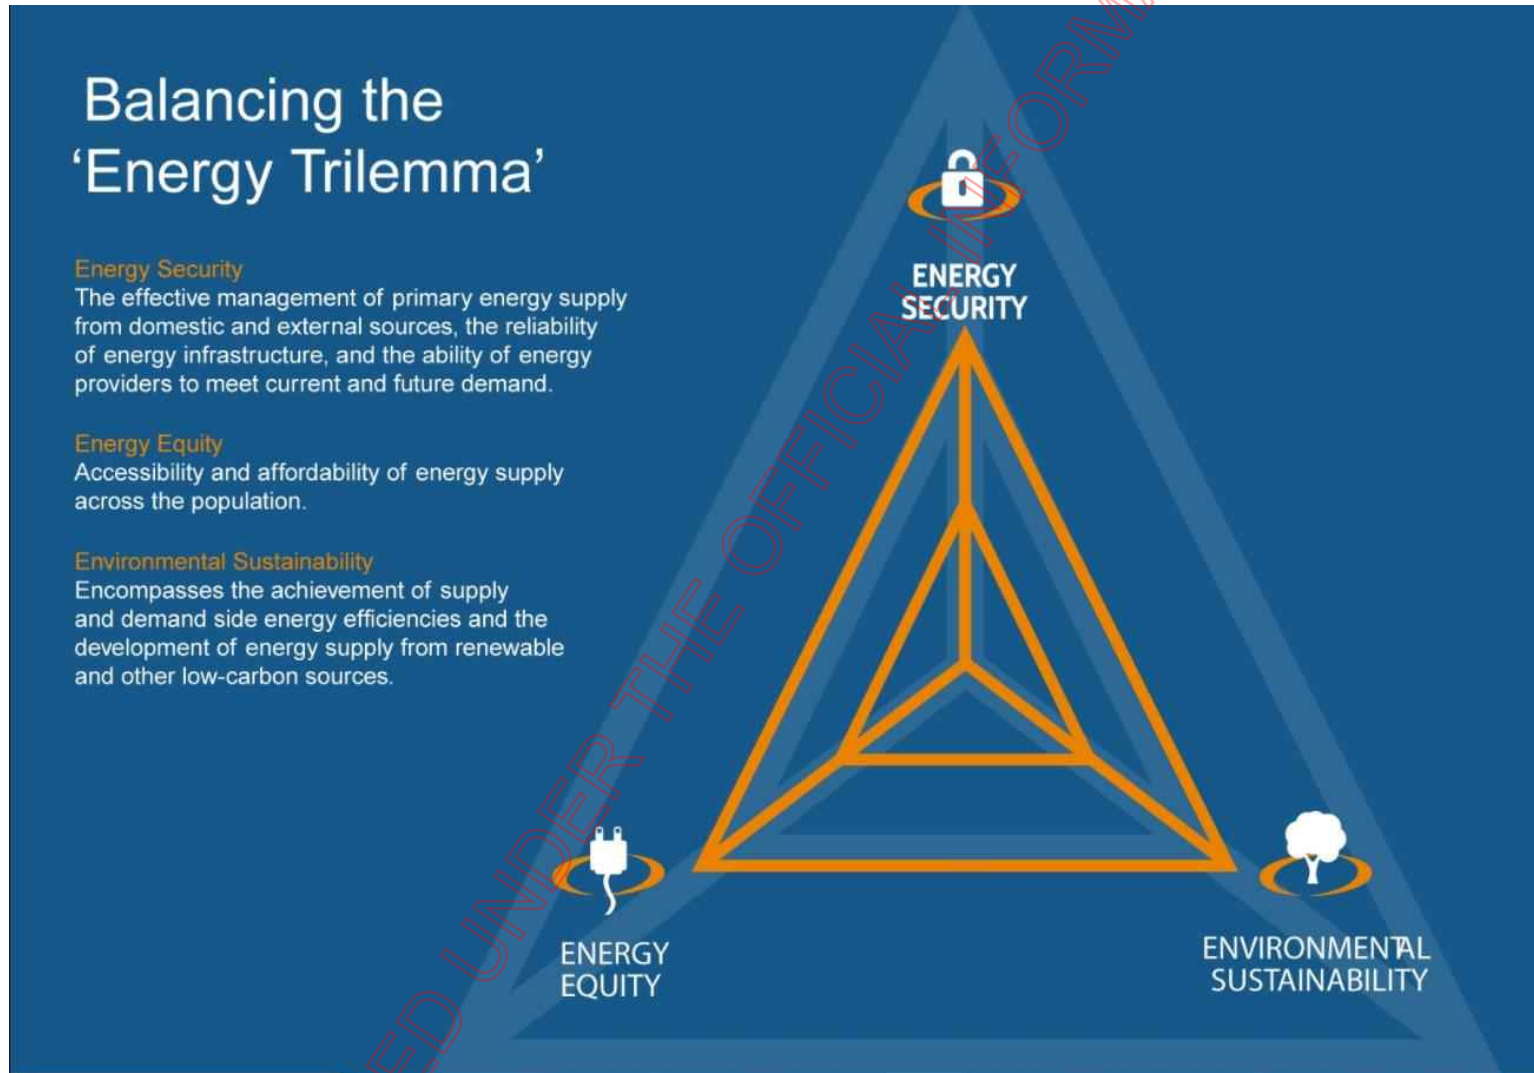 Balancing the
‘Energy Trilemma’
Energy Security
The effective management of primary energy supply
from domestic and external sources, the reliability
of energy infrastructure, and the ability of energy
providers to meet current and future demand.
Energy Equity
Accessibility and affordability of energy supply
across the population.
Environmental Sustainability
Encompasses the achievement of supply
and demand side energy efficiencies and the
development of energy supply from renewable
and other low-carbon sources.
ENERGY
SECURITY
ENERGY
EQUITY
ENVIRONMENTAL
SUSTAINABILITY
UNDER THE OFFICIAL